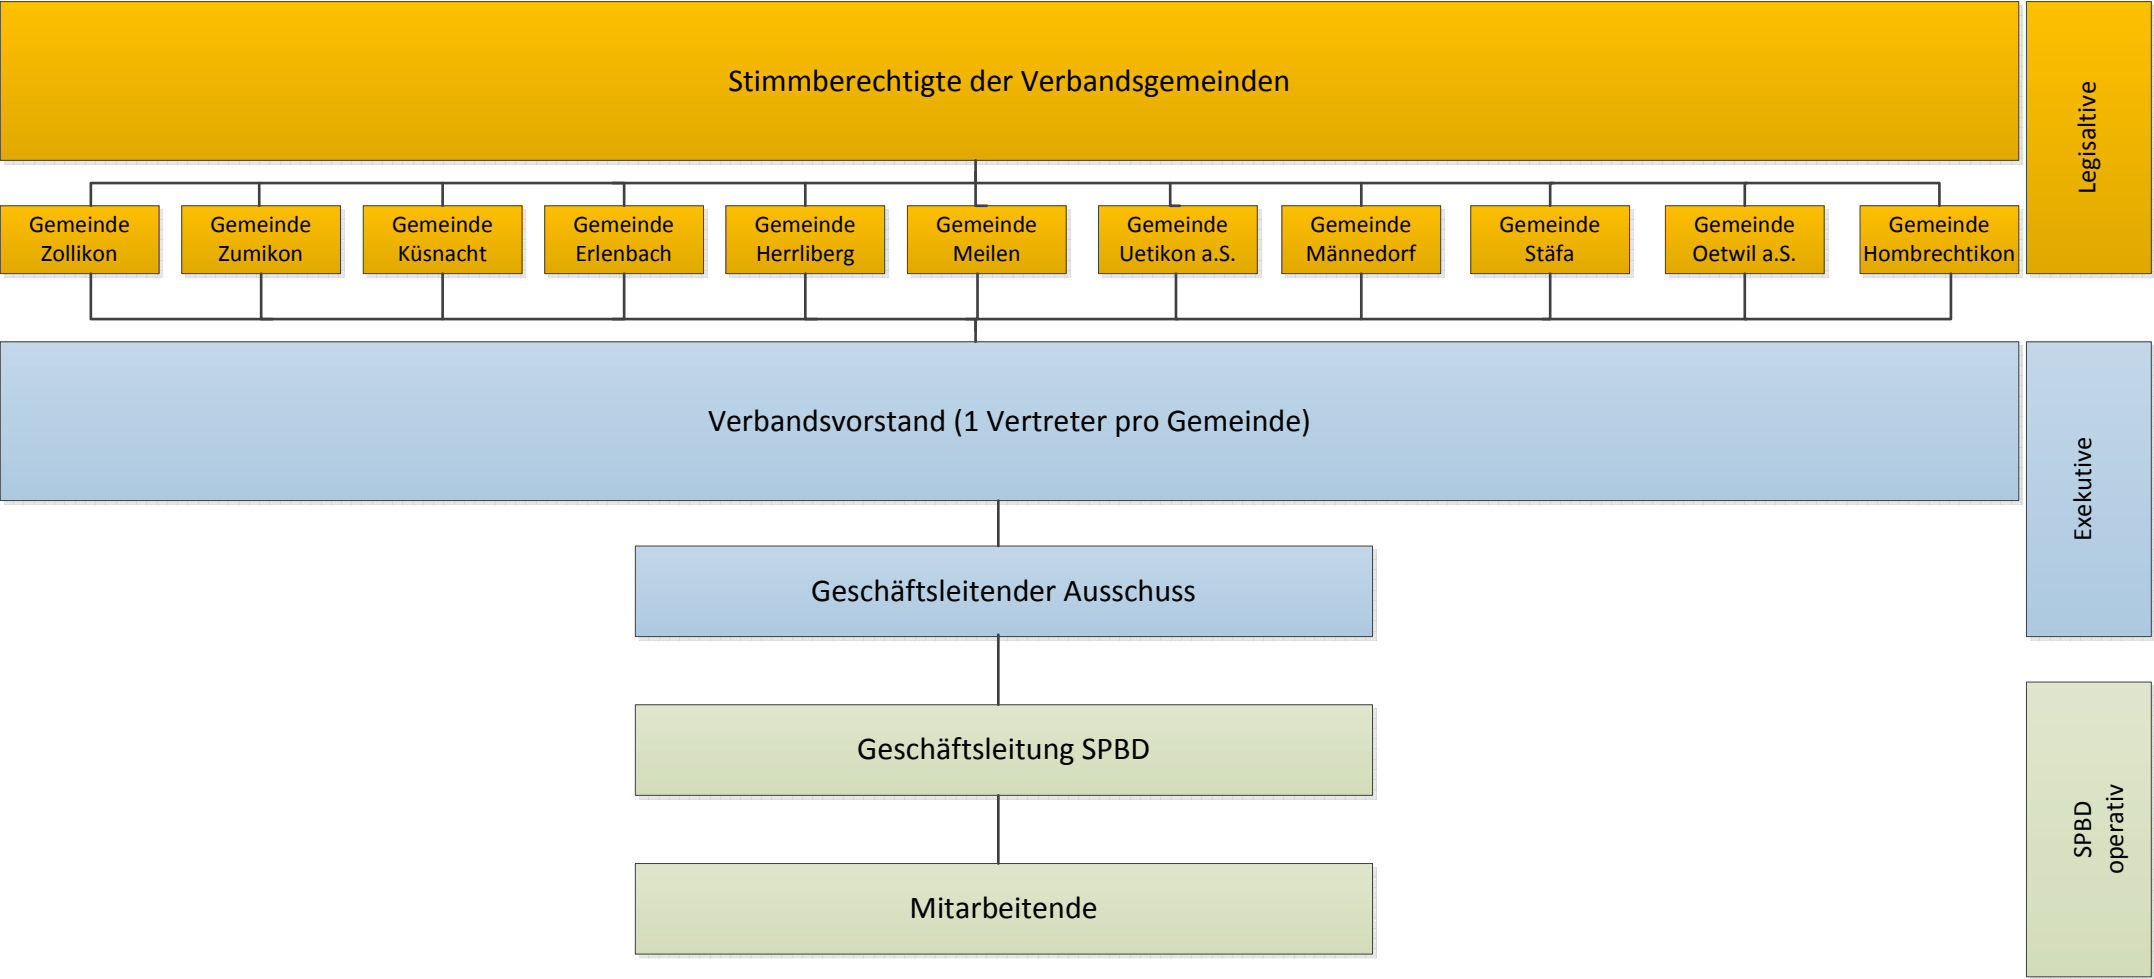 Stimmberechtigte der Verbandsgemeinden
Legisaltive
Gemeinde
Zollikon
Gemeinde
Zumikon
Gemeinde
Küsnacht
Gemeinde
Erlenbach
Gemeinde
Herrliberg
Gemeinde
Meilen
Gemeinde
Uetikon a.S.
Gemeinde
Männedorf
Gemeinde
Stäfa
Gemeinde
Oetwil a.S.
Gemeinde
Hombrechtikon
Verbandsvorstand (1 Vertreter pro Gemeinde)
Exekutive
Geschäftsleitender Ausschuss
Geschäftsleitung SPBD
SPBD
operativ
Mitarbeitende